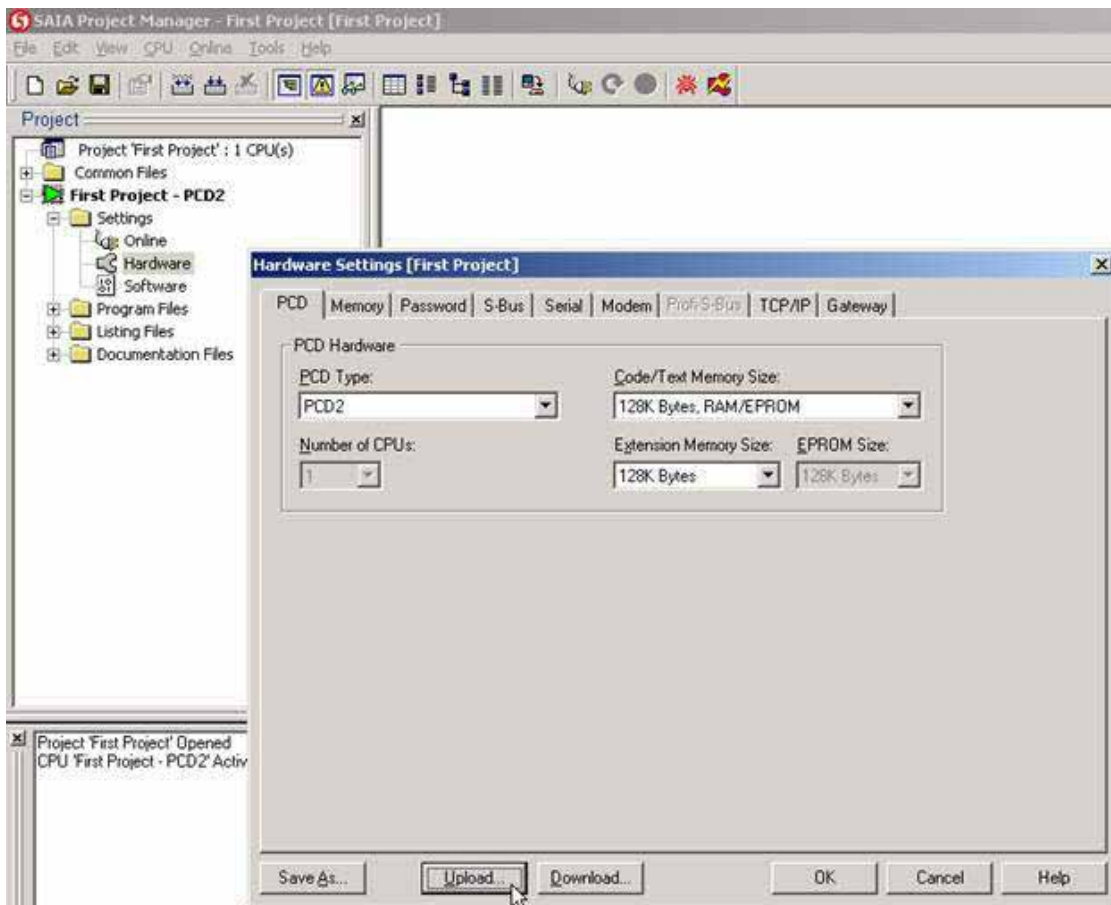 SAIA Project Manager - First Project [First Project]
File Edit View CPU Online Tools Help
Project
Project 'First Project' : 1 CPU(s)
Common Files
First Project - PCD2
Settings
Online
Hardware
Software
Program Files
Listing Files
Documentation Files
Hardware Settings [First Project]
PCD Memory Password S-Bus Serial Modem Profi-S-Bus TCP/IP Gateway
PCD Hardware
PCD Type: Code/Text Memory Size:
PCD2 128K Bytes, RAM/EPROM
Number of CPUs: Extension Memory Size: EPROM Size:
1 128K Bytes 128K Bytes
Project 'First Project' Opened
CPU 'First Project - PCD2' Activ
Save As... Upload... Download... OK Cancel Help